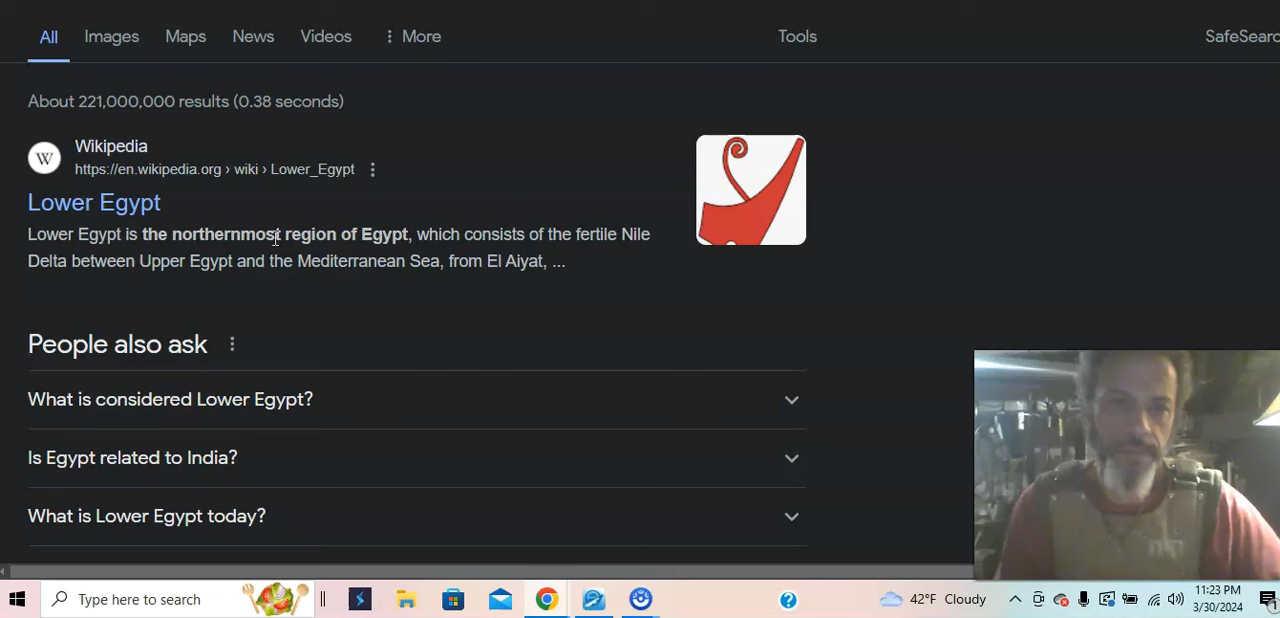 All Images Maps News Videos More Tools SafeSearc
About 221,000,000 results (0.38 seconds)
W Wikipedia
https://en.wikipedia.org › wiki › Lower_Egypt
Lower Egypt
Lower Egypt is the northernmost region of Egypt, which consists of the fertile Nile
Delta between Upper Egypt and the Mediterranean Sea, from El Aiyat, ...
People also ask
What is considered Lower Egypt?
Is Egypt related to India?
What is Lower Egypt today?
Type here to search 42°F Cloudy 11:23 PM
3/30/2024